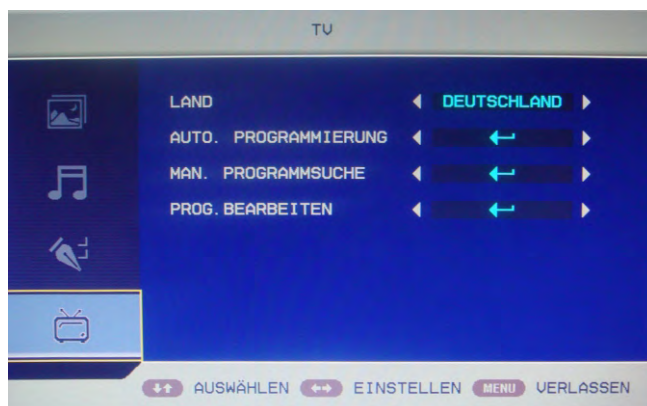 TV
LAND DEUTSCHLAND
AUTO. PROGRAMMIERUNG
MAN. PROGRAMMSUCHE
PROG.BEARBEITEN
AUSWÄHLEN EINSTELLEN MENU VERLASSEN